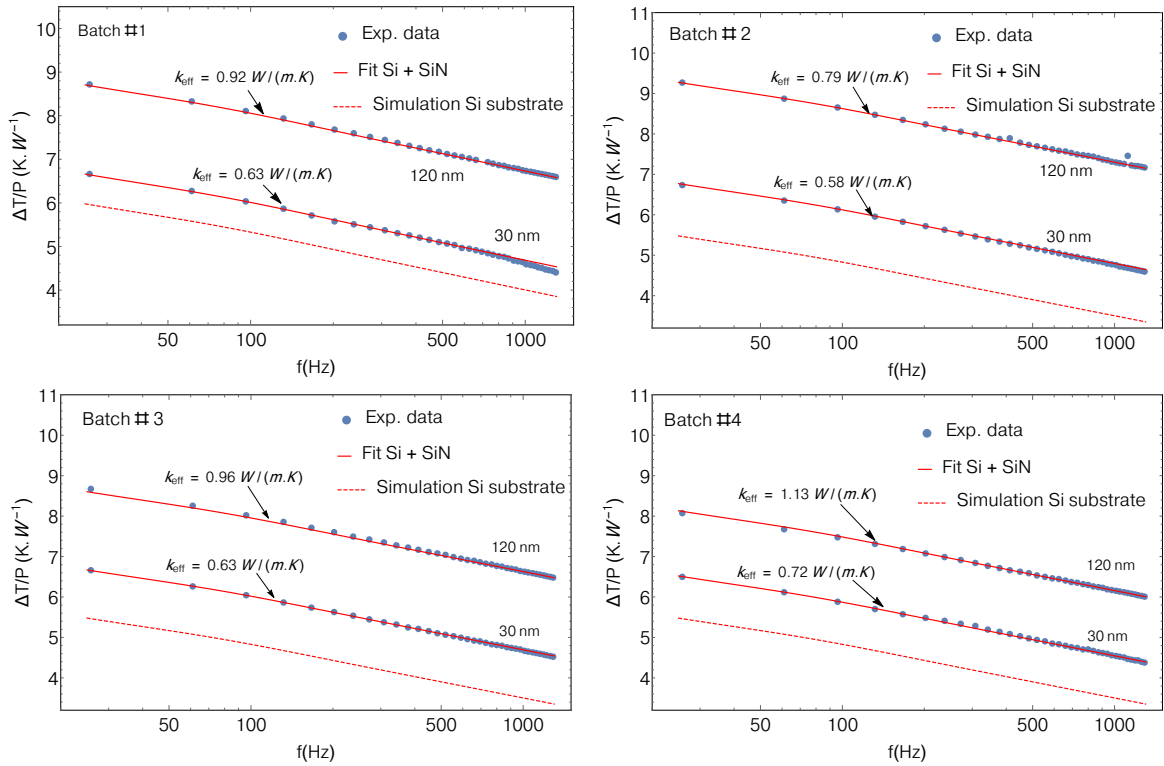 Batch #1
Exp. data
Fit Si + SiN
Simulation Si substrate
k_eff = 0.92 W/(m.K)
k_eff = 0.63 W/(m.K)
120 nm
30 nm
ΔT/P (K.W⁻¹)
11
10
9
8
7
6
5
4
50 100 500 1000
f(Hz)
Batch #2
Exp. data
Fit Si + SiN
Simulation Si substrate
k_eff = 0.79 W/(m.K)
k_eff = 0.58 W/(m.K)
120 nm
30 nm
ΔT/P (K.W⁻¹)
11
10
9
8
7
6
5
4
50 100 500 1000
f(Hz)
Batch #3
Exp. data
Fit Si + SiN
Simulation Si substrate
k_eff = 0.96 W/(m.K)
k_eff = 0.63 W/(m.K)
120 nm
30 nm
ΔT/P (K.W⁻¹)
11
10
9
8
7
6
5
4
50 100 500 1000
f(Hz)
Batch #4
Exp. data
Fit Si + SiN
Simulation Si substrate
k_eff = 1.13 W/(m.K)
k_eff = 0.72 W/(m.K)
120 nm
30 nm
ΔT/P (K.W⁻¹)
11
10
9
8
7
6
5
4
50 100 500 1000
f(Hz)